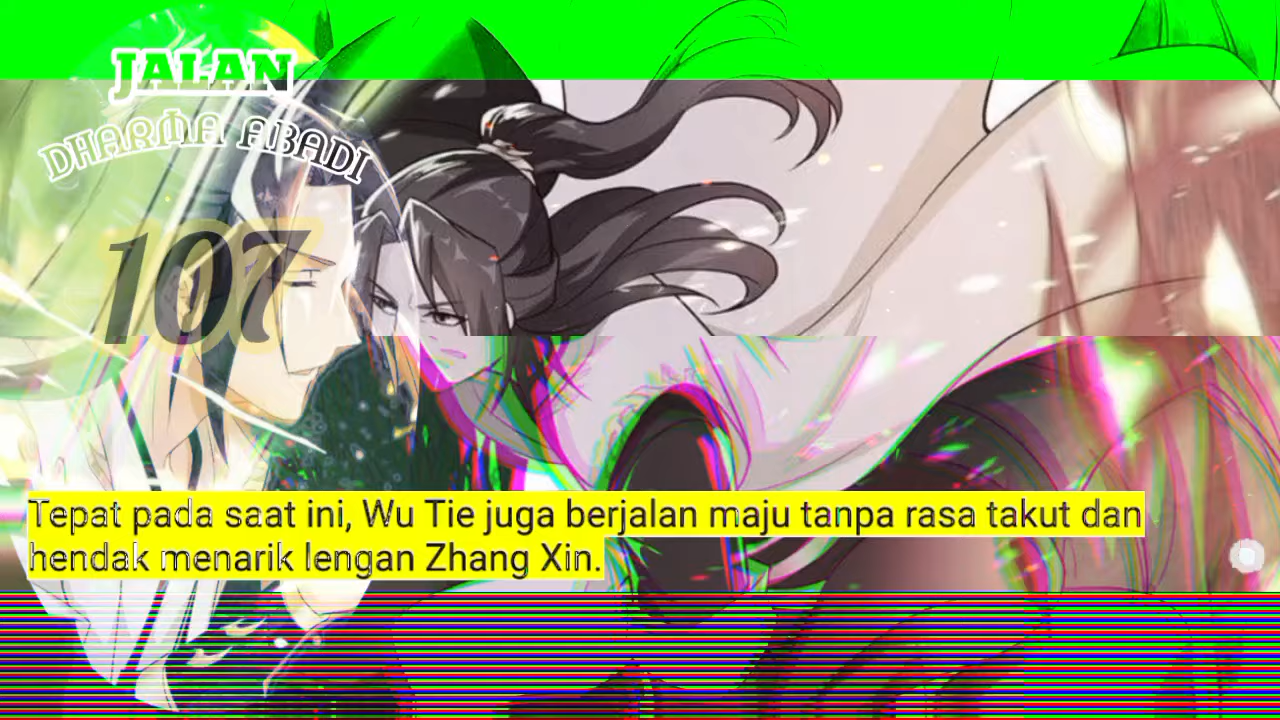 JALAN
DHARMA ABADI
107
Tepat pada saat ini, Wu Tie juga berjalan maju tanpa rasa takut dan
hendak menarik lengan Zhang Xin.